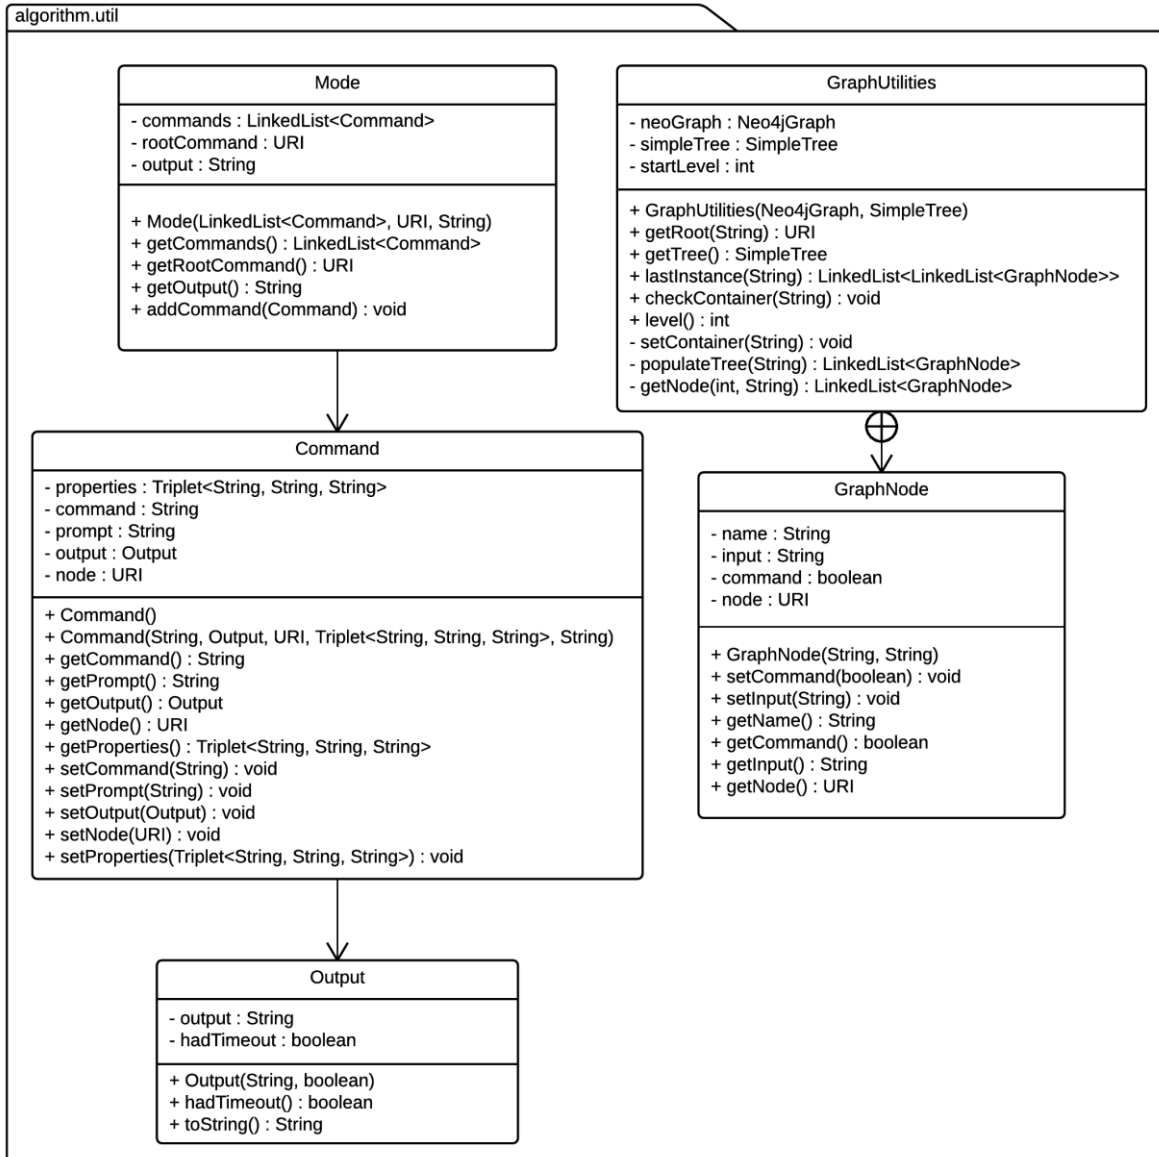 algorithm.util
Mode
- commands : LinkedList<Command>
- rootCommand : URI
- output : String
+ Mode(LinkedList<Command>, URI, String)
+ getCommands() : LinkedList<Command>
+ getRootCommand() : URI
+ getOutput() : String
+ addCommand(Command) : void
GraphUtilities
- neoGraph : Neo4jGraph
- simpleTree : SimpleTree
- startLevel : int
+ GraphUtilities(Neo4jGraph, SimpleTree)
+ getRoot(String) : URI
+ getTree() : SimpleTree
+ lastInstance(String) : LinkedList<LinkedList<GraphNode>>
+ checkContainer(String) : void
+ level() : int
- setContainer(String) : void
- populateTree(String) : LinkedList<GraphNode>
- getNode(int, String) : LinkedList<GraphNode>
Command
- properties : Triplet<String, String, String>
- command : String
- prompt : String
- output : Output
- node : URI
+ Command()
+ Command(String, Output, URI, Triplet<String, String, String>, String)
+ getCommand() : String
+ getPrompt() : String
+ getOutput() : Output
+ getNode() : URI
+ getProperties() : Triplet<String, String, String>
+ setCommand(String) : void
+ setPrompt(String) : void
+ setOutput(Output) : void
+ setNode(URI) : void
+ setProperties(Triplet<String, String, String>) : void
GraphNode
- name : String
- input : String
- command : boolean
- node : URI
+ GraphNode(String, String)
+ setCommand(boolean) : void
+ setInput(String) : void
+ getName() : String
+ getCommand() : boolean
+ getInput() : String
+ getNode() : URI
Output
- output : String
- hadTimeout : boolean
+ Output(String, boolean)
+ hadTimeout() : boolean
+ toString() : String